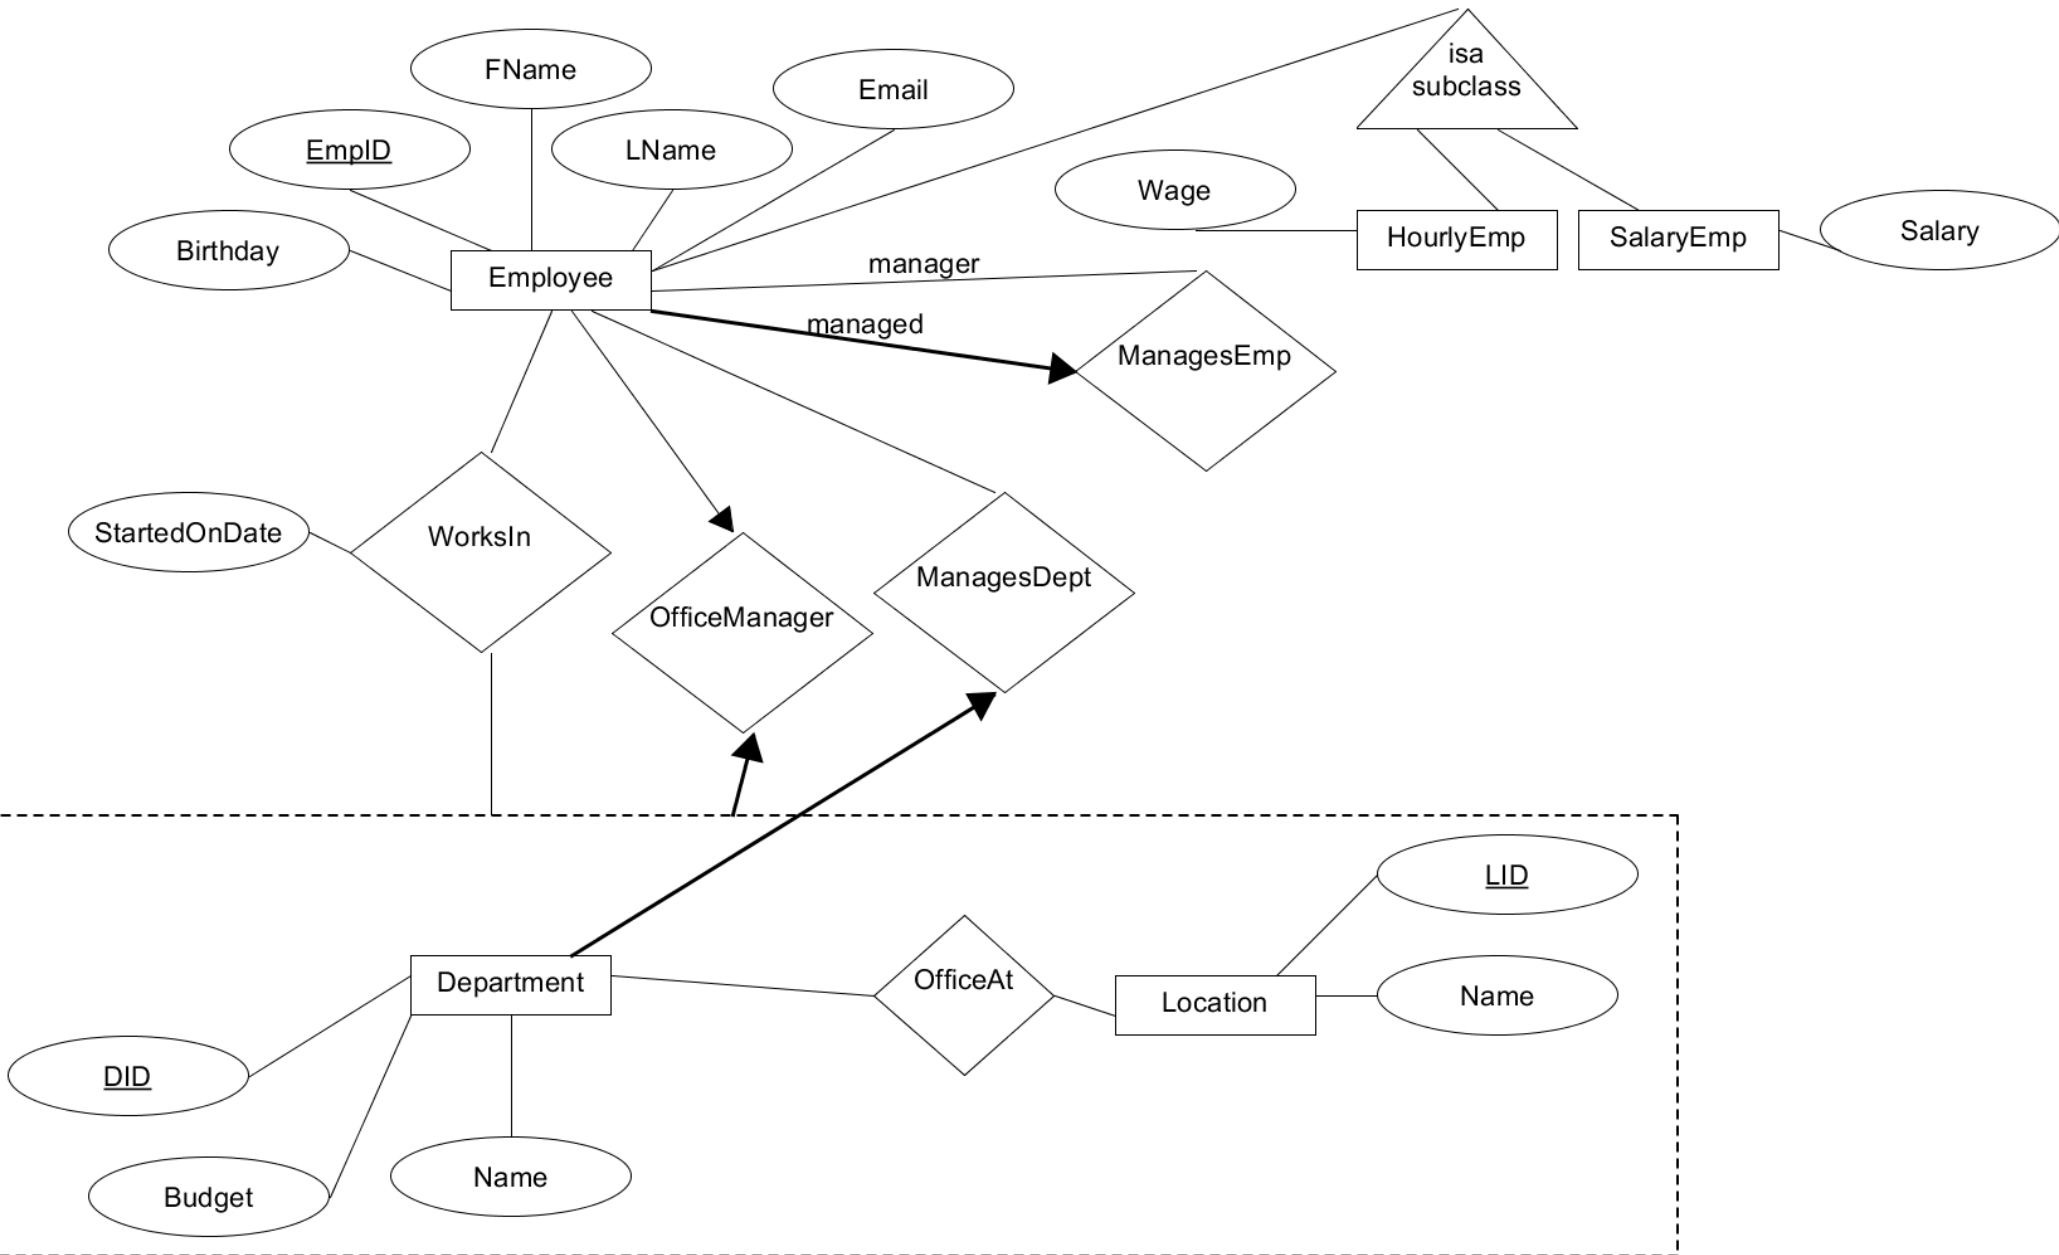 isa
subclass
FName
Email
EmpID
LName
Wage
HourlyEmp
SalaryEmp
Salary
Birthday
Employee
manager
managed
ManagesEmp
StartedOnDate
WorksIn
OfficeManager
ManagesDept
LID
Department
OfficeAt
Location
Name
DID
Budget
Name